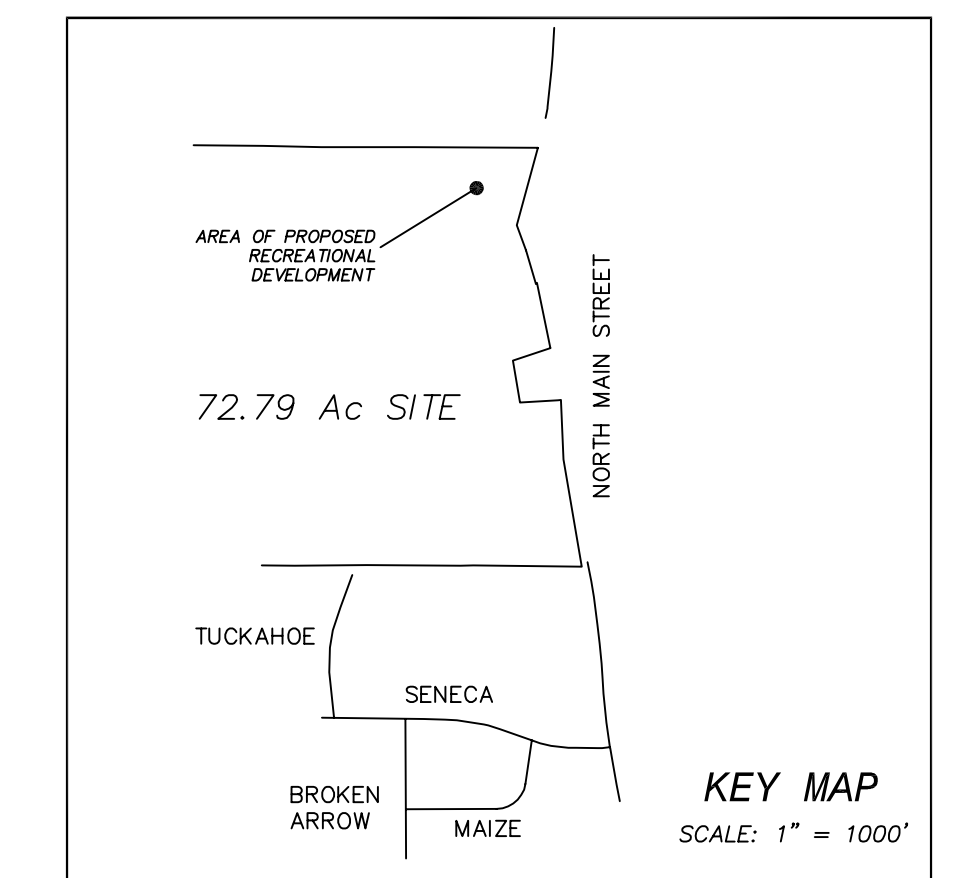 AREA OF PROPOSED
RECREATIONAL
DEVELOPMENT
NORTH MAIN STREET
72.79 Ac SITE
TUCKAHOE
SENECA
BROKEN
ARROW
MAIZE
KEY MAP
SCALE: 1" = 1000'